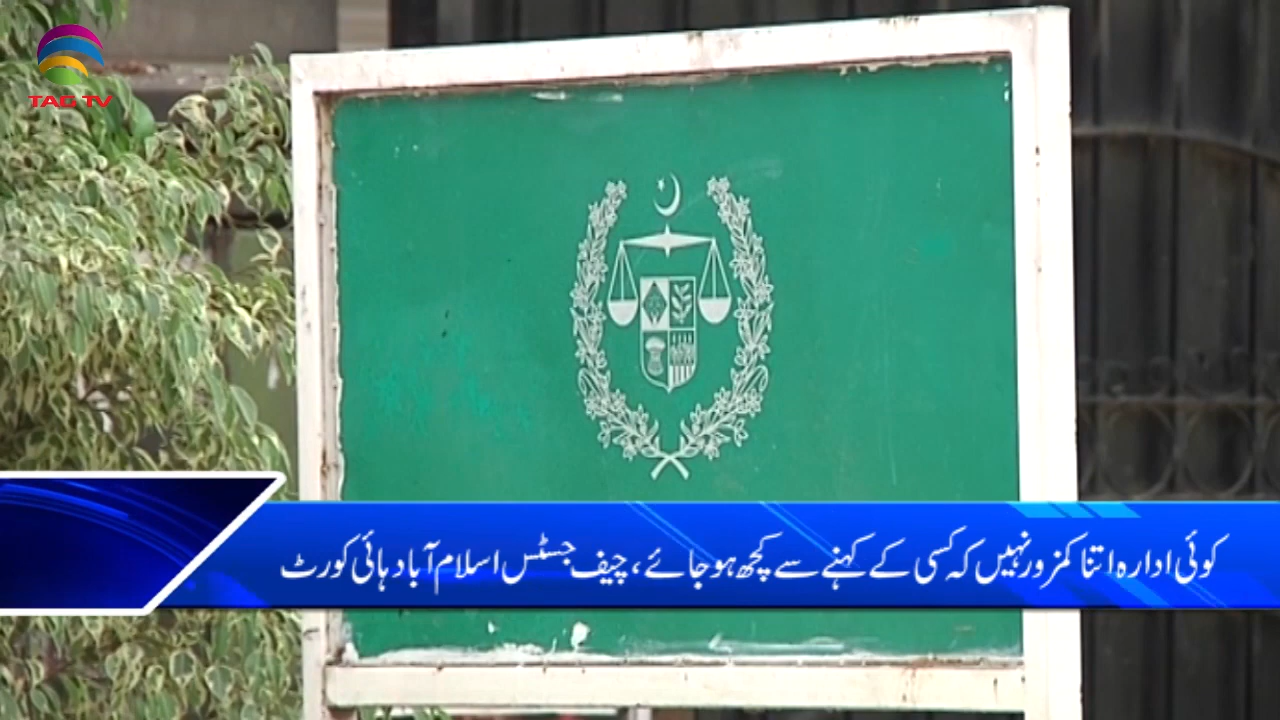 TAG TV
کوئی ادارہ اتنا کمزور نہیں کہ کسی کے کہنے سے کچھ ہو جائے، چیف جسٹس اسلام آباد ہائی کورٹ